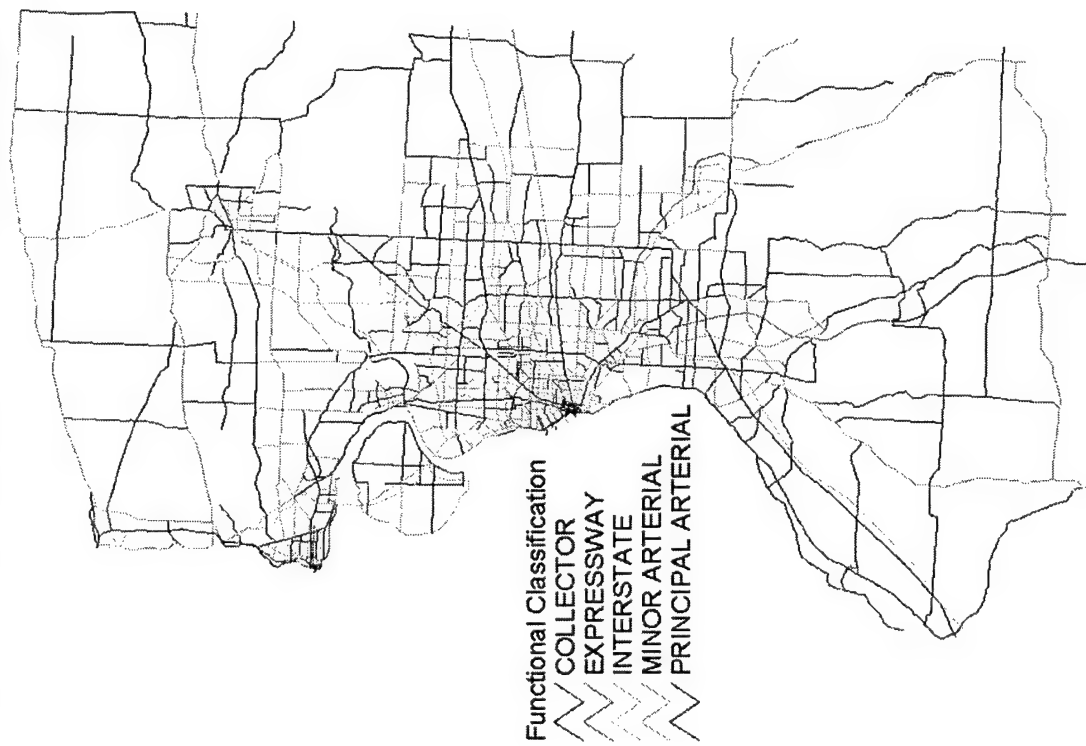 Functional Classification
COLLECTOR
EXPRESSWAY
INTERSTATE
MINOR ARTERIAL
PRINCIPAL ARTERIAL